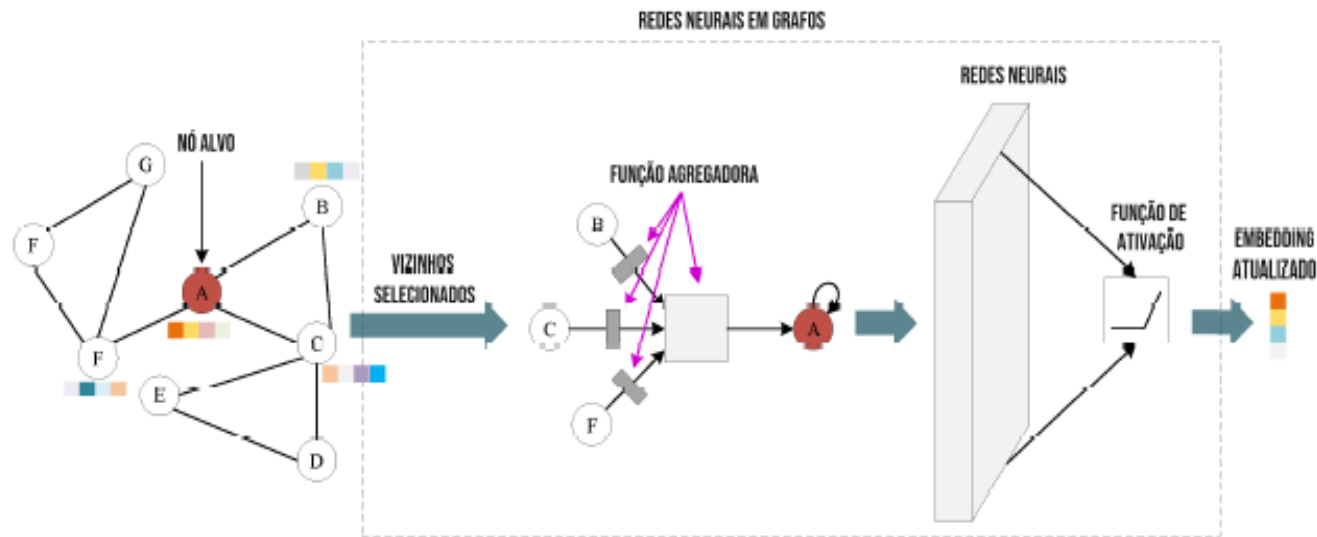 REDES NEURAIS EM GRAFOS
REDES NEURAIS
NÓ ALVO
G
B
F
A
F
C
E
D
VIZINHOS
SELECIONADOS
FUNÇÃO AGREGADORA
B
C
F
A
FUNÇÃO DE
ATIVAÇÃO
EMBEDDING
ATUALIZADO